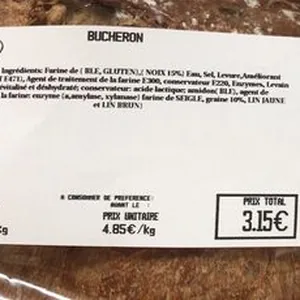 BUCHERON
Ingrédients: Farine de ( BLE, GLUTEN),( NOIX 15%) Eau, Sel, Levure,Améliorant
E471), Agent de traitement de la farine E300, conservateur E220, Enzymes, Levain
dévitalisé et déshydraté; conservateur: acide lactique; amidon( BLE), agent de
la farine: enzyme (a,amylase, xylanase) farine de SEIGLE, graine 10%, LIN JAUNE
et LIN BRUN)
A CONSOMMER DE PREFERENCE
AVANT LE :
PRIX TOTAL
PRIX UNITAIRE
3.15€
4.85€/kg